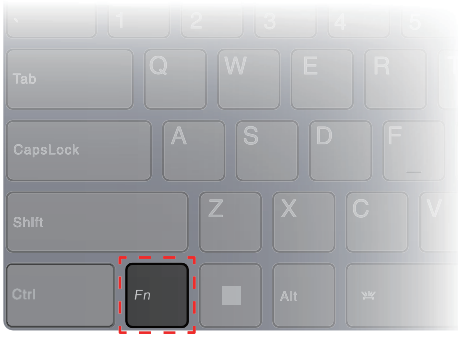 ` 1 2 3 4 5
Tab Q W E R
CapsLock A S D F
Shift Z X C V
Ctrl Fn Alt